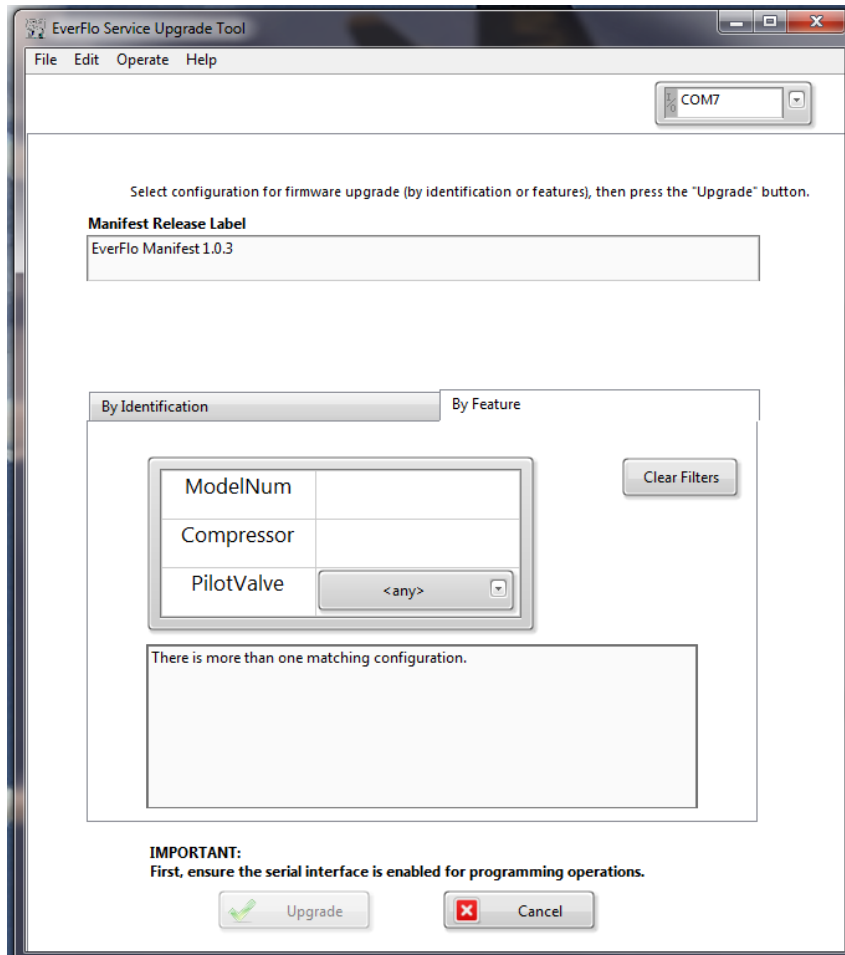 EverFlo Service Upgrade Tool
File Edit Operate Help
I/O COM7
Select configuration for firmware upgrade (by identification or features), then press the "Upgrade" button.
Manifest Release Label
EverFlo Manifest 1.0.3
By Identification By Feature
ModelNum Clear Filters
Compressor
PilotValve <any>
There is more than one matching configuration.
IMPORTANT:
First, ensure the serial interface is enabled for programming operations.
Upgrade Cancel